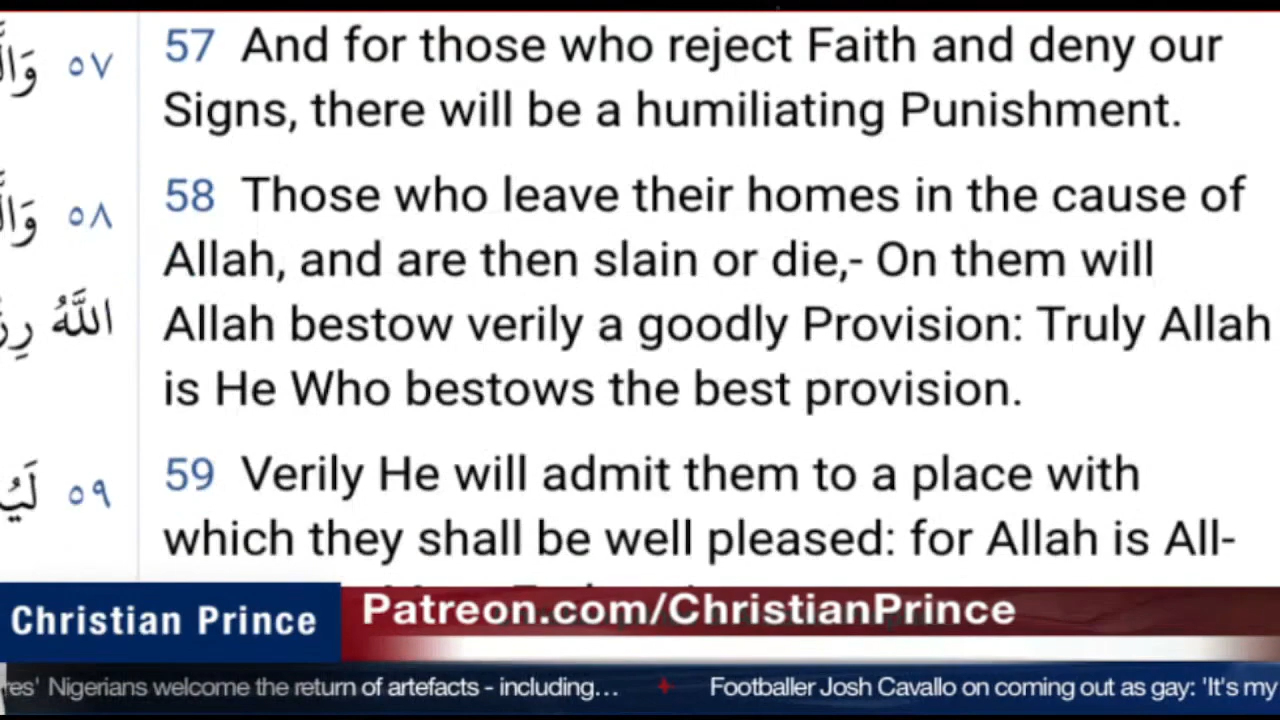 57 And for those who reject Faith and deny our
Signs, there will be a humiliating Punishment.
58 Those who leave their homes in the cause of
Allah, and are then slain or die,- On them will
Allah bestow verily a goodly Provision: Truly Allah
is He Who bestows the best provision.
59 Verily He will admit them to a place with
which they shall be well pleased: for Allah is All-
٥٧
٥٨
اللَّهُ
٥٩
Christian Prince
Patreon.com/ChristianPrince
res' Nigerians welcome the return of artefacts - including...
Footballer Josh Cavallo on coming out as gay: 'It's my